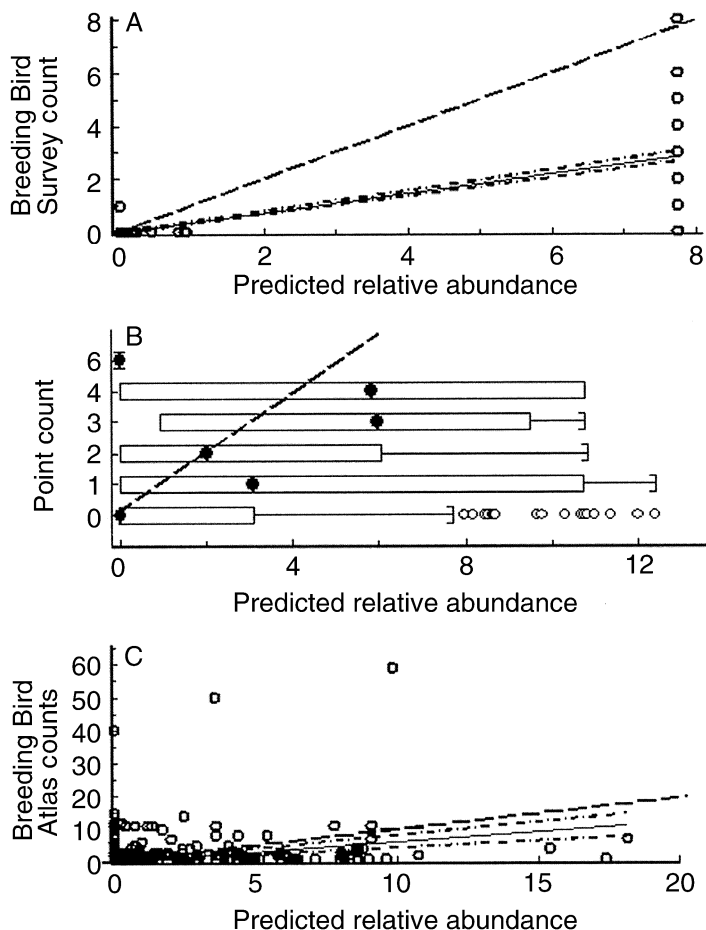 A
Breeding Bird
Survey count
8
6
4
2
0
0 2 4 6 8
Predicted relative abundance
B
Point count
6
4
3
2
1
0
0 4 8 12
Predicted relative abundance
C
Breeding Bird
Atlas counts
60
50
40
30
20
10
0
0 5 10 15 20
Predicted relative abundance